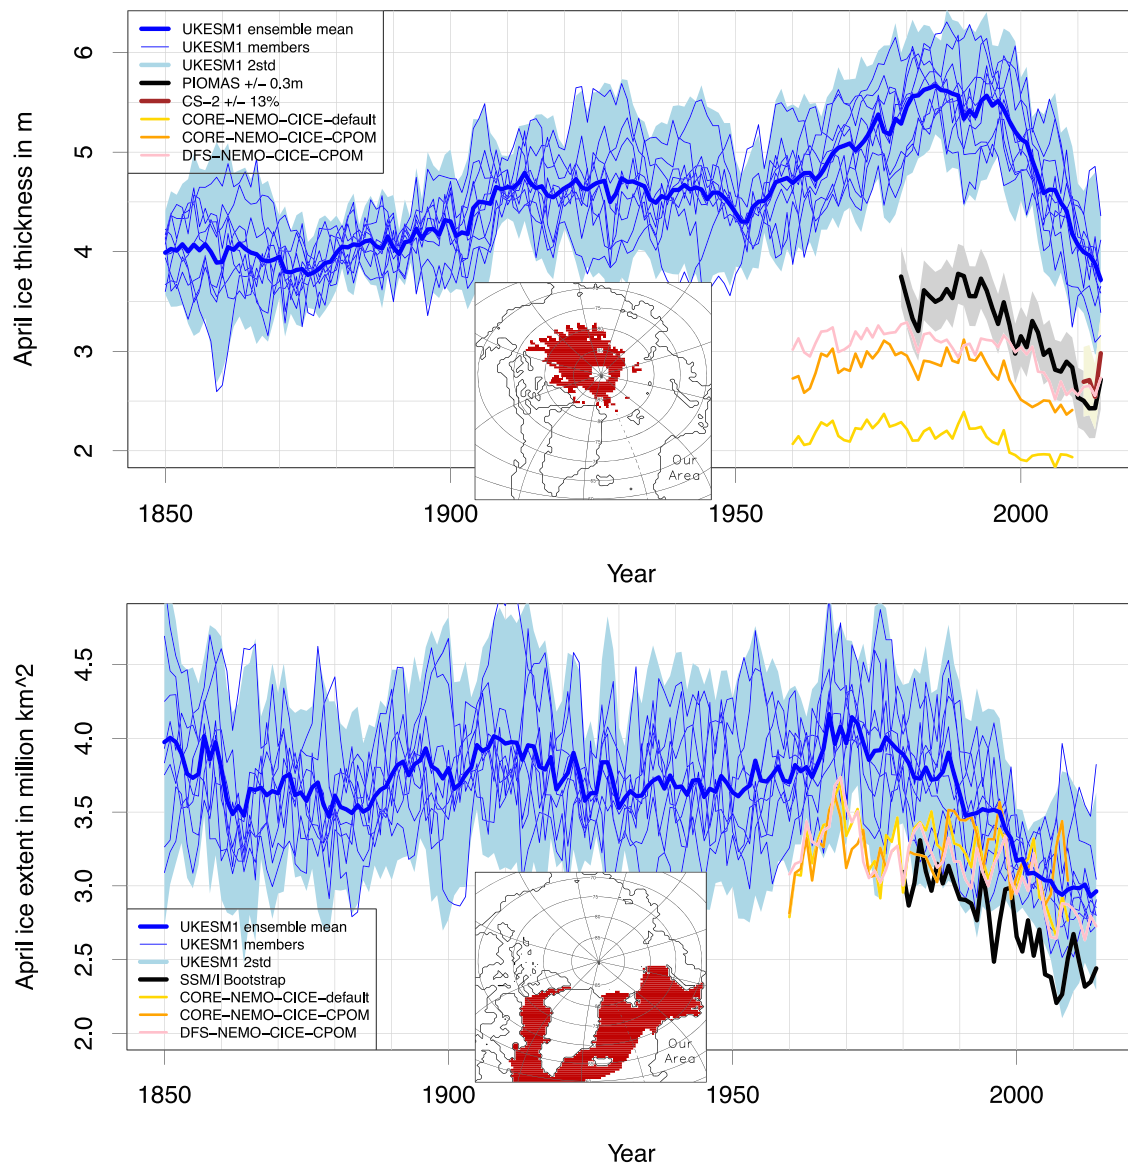 UKESM1 ensemble mean
UKESM1 members
UKESM1 2std
PIOMAS +/- 0.3m
CS-2 +/- 13%
CORE-NEMO-CICE-default
CORE-NEMO-CICE-CPOM
DFS-NEMO-CICE-CPOM
April ice thickness in m
6
5
4
3
2
Our
Area
1850
1900
1950
2000
Year
April ice extent in million km^2
4.5
4.0
3.5
3.0
2.5
2.0
UKESM1 ensemble mean
UKESM1 members
UKESM1 2std
SSM/I Bootstrap
CORE-NEMO-CICE-default
CORE-NEMO-CICE-CPOM
DFS-NEMO-CICE-CPOM
Our
Area
1850
1900
1950
2000
Year